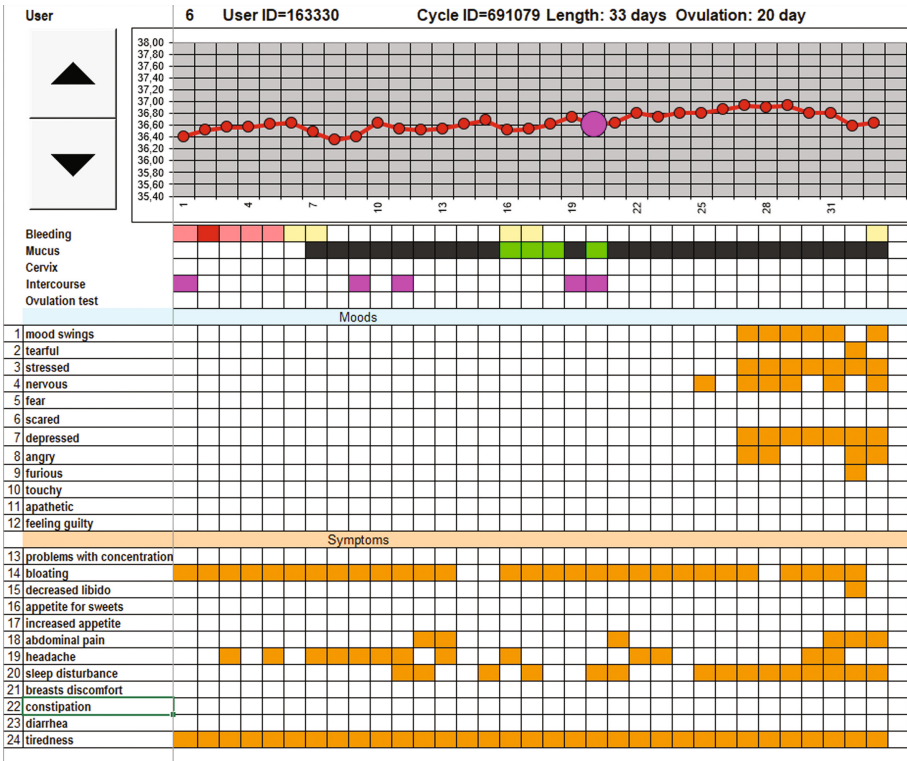 User 6 User ID=163330 Cycle ID=691079 Length: 33 days Ovulation: 20 day
38,00
37,80
37,60
37,40
37,20
37,00
36,80
36,60
36,40
36,20
36,00
35,80
35,60
35,40
1 4 7 10 13 16 19 22 25 28 31
Bleeding
Mucus
Cervix
Intercourse
Ovulation test
Moods
1 mood swings
2 tearful
3 stressed
4 nervous
5 fear
6 scared
7 depressed
8 angry
9 furious
10 touchy
11 apathetic
12 feeling guilty
Symptoms
13 problems with concentration
14 bloating
15 decreased libido
16 appetite for sweets
17 increased appetite
18 abdominal pain
19 headache
20 sleep disturbance
21 breasts discomfort
22 constipation
23 diarrhea
24 tiredness